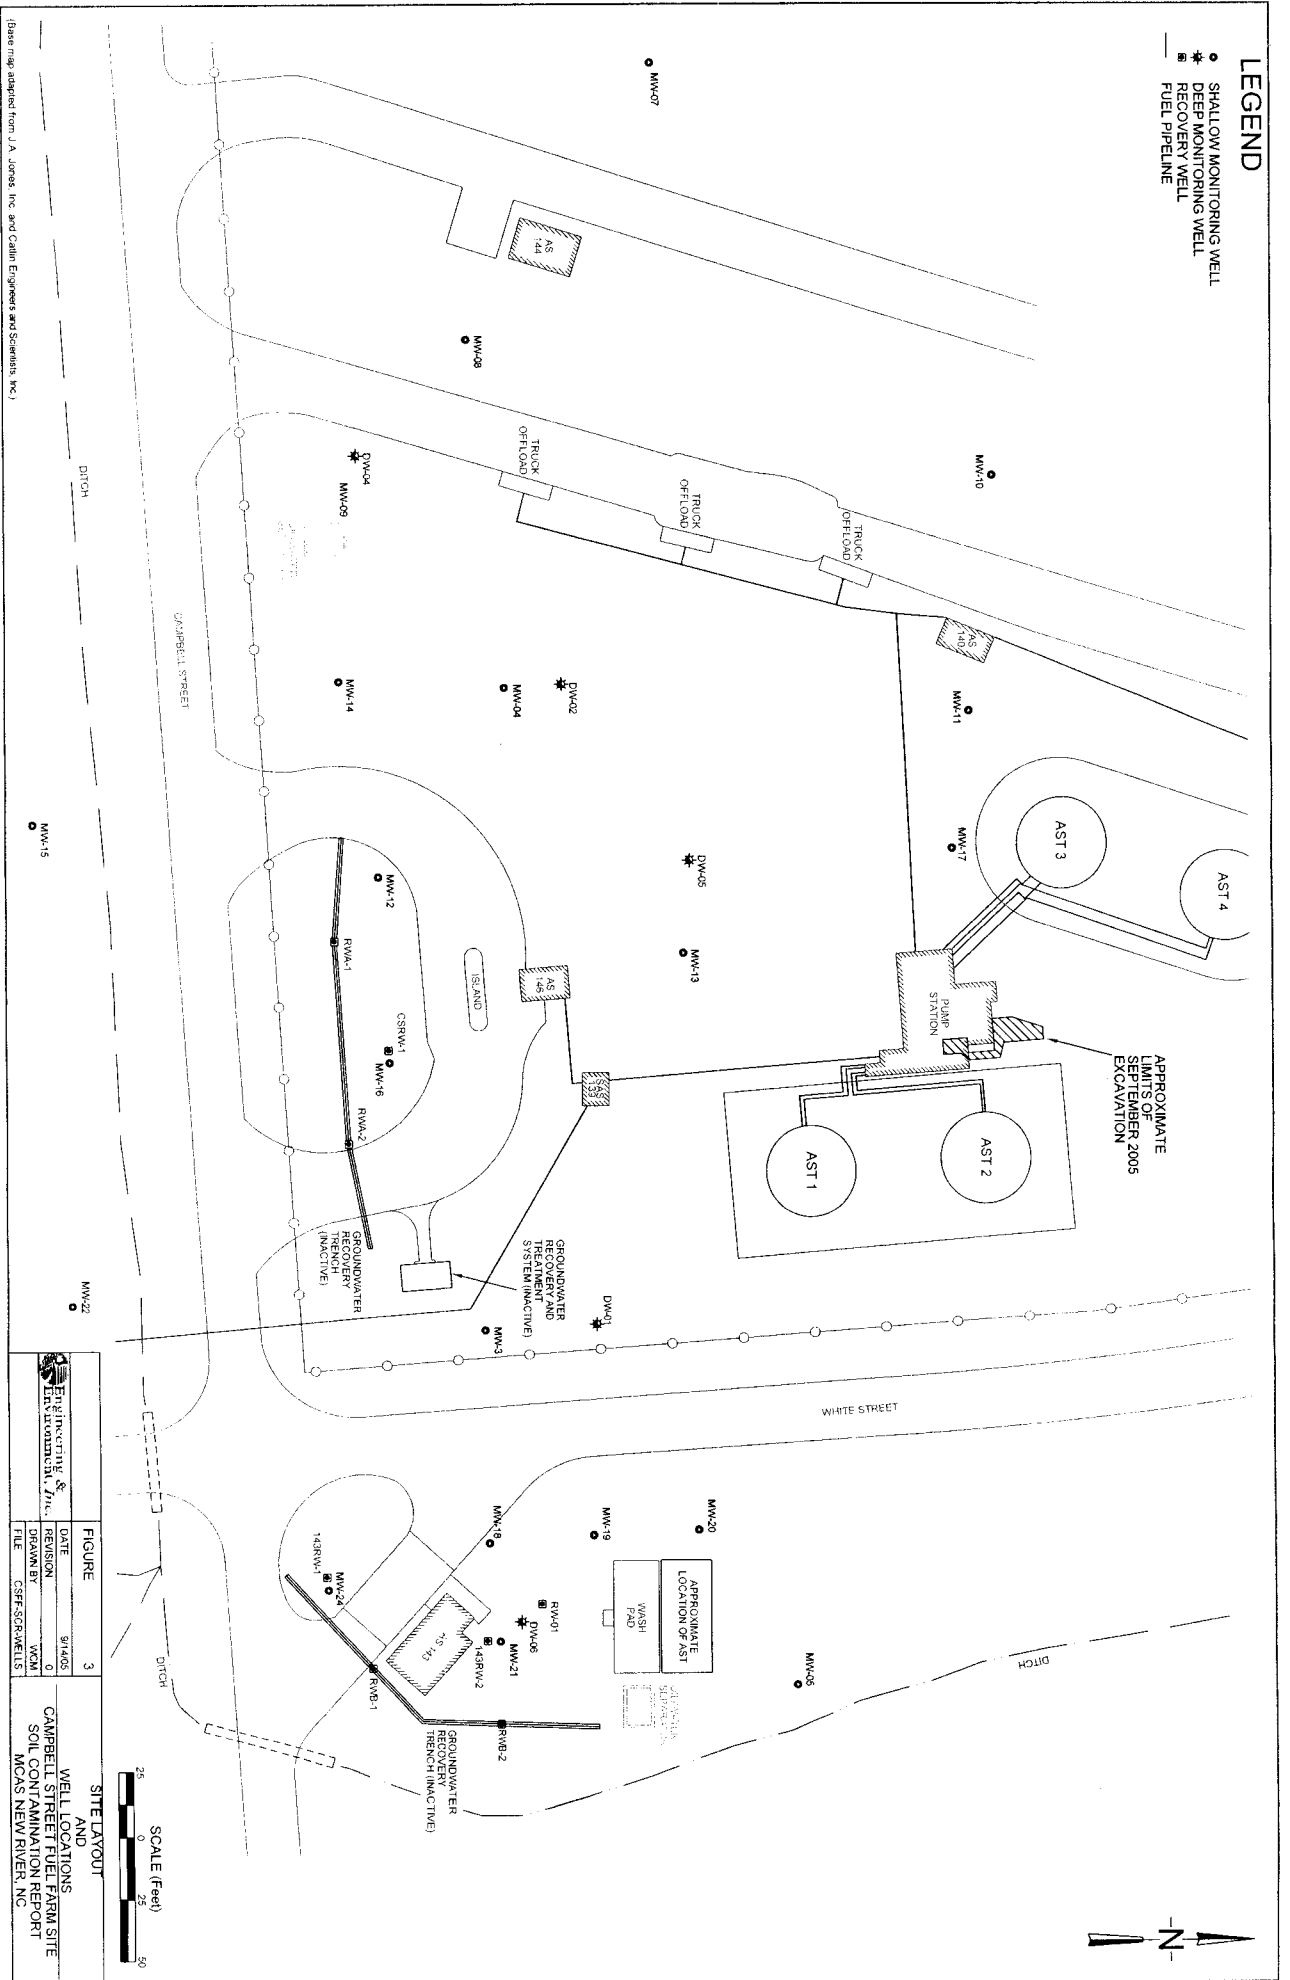 LEGEND
SHALLOW MONITORING WELL
DEEP MONITORING WELL
RECOVERY WELL
FUEL PIPELINE
MW-07
AS
144
MW-08
MW-10
TRUCK
OFFLOAD
TRUCK
OFFLOAD
TRUCK
OFFLOAD
DW-04
MW-09
AS
140
MW-11
MW-14
MW-04
DW-02
MW-17
AST 3
AST 4
DW-05
MW-13
MW-12
RWA-1
ISLAND
AS
146
PUMP
STATION
CSRW-1
MW-16
RWA-2
SAS
139
AST 1
AST 2
APPROXIMATE
LIMITS OF
SEPTEMBER 2005
EXCAVATION
GROUNDWATER
RECOVERY
TRENCH
(INACTIVE)
GROUNDWATER
RECOVERY AND
TREATMENT
SYSTEM (INACTIVE)
DW-01
MW-3
DITCH
CAMPBELL STREET
MW-15
MW-22
WHITE STREET
MW-20
MW-19
MW-18
143RW-1
MW-24
APPROXIMATE
LOCATION OF AST
WASH
PAD
RW-01
DW-06
MW-21
143RW-2
AS 143
MW-06
DITCH
RWB-1
RWB-2
GROUNDWATER
RECOVERY
TRENCH (INACTIVE)
DITCH
N
SCALE (Feet)
25 0 25 50
Engineering &
Environment, Inc.
FIGURE 3
DATE 9/14/05
REVISION 0
DRAWN BY WCM
FILE CSFF-SCR-WELLS
SITE LAYOUT
AND
WELL LOCATIONS
CAMPBELL STREET FUEL FARM SITE
SOIL CONTAMINATION REPORT
MCAS NEW RIVER, NC
(Base map adapted from J.A. Jones, Inc. and Catlin Engineers and Scientists, Inc.)